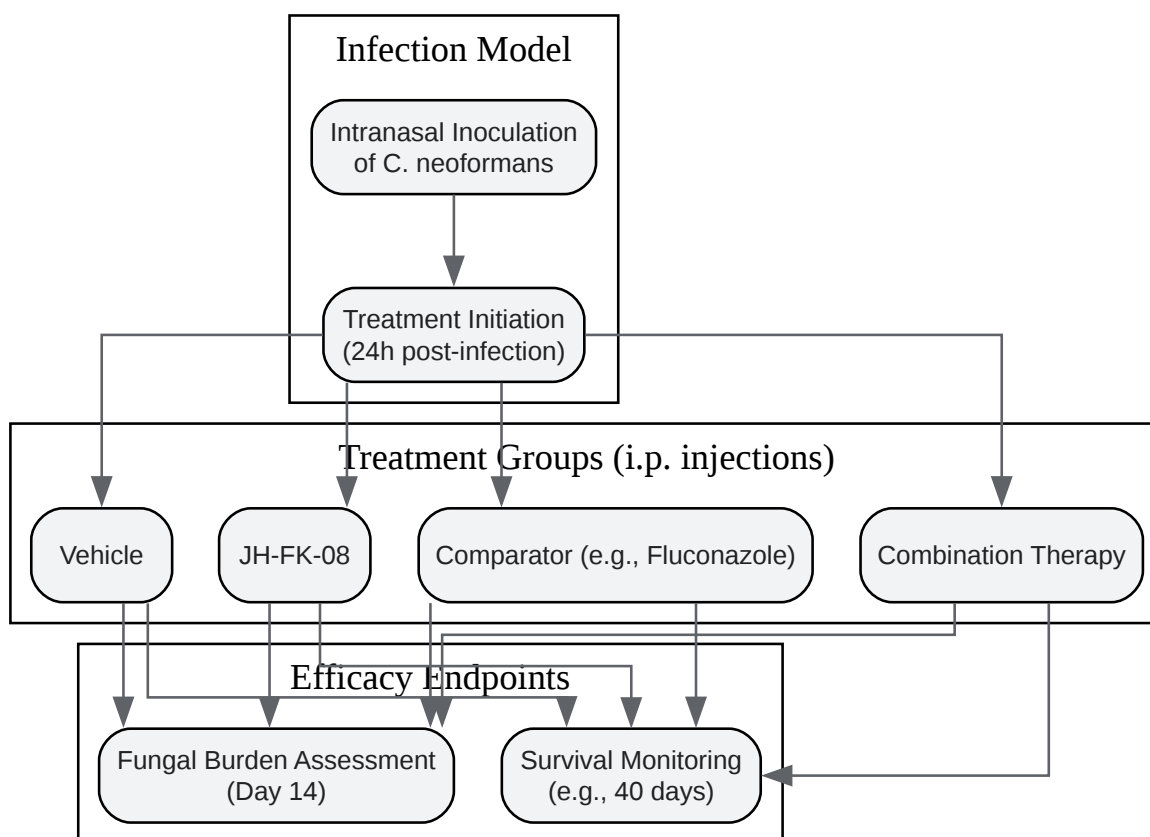 Infection Model
Intranasal Inoculation
of C. neoformans
Treatment Initiation
(24h post-infection)
Treatment Groups (i.p. injections)
Vehicle
JH-FK-08
Comparator (e.g., Fluconazole)
Combination Therapy
Efficacy Endpoints
Fungal Burden Assessment
(Day 14)
Survival Monitoring
(e.g., 40 days)